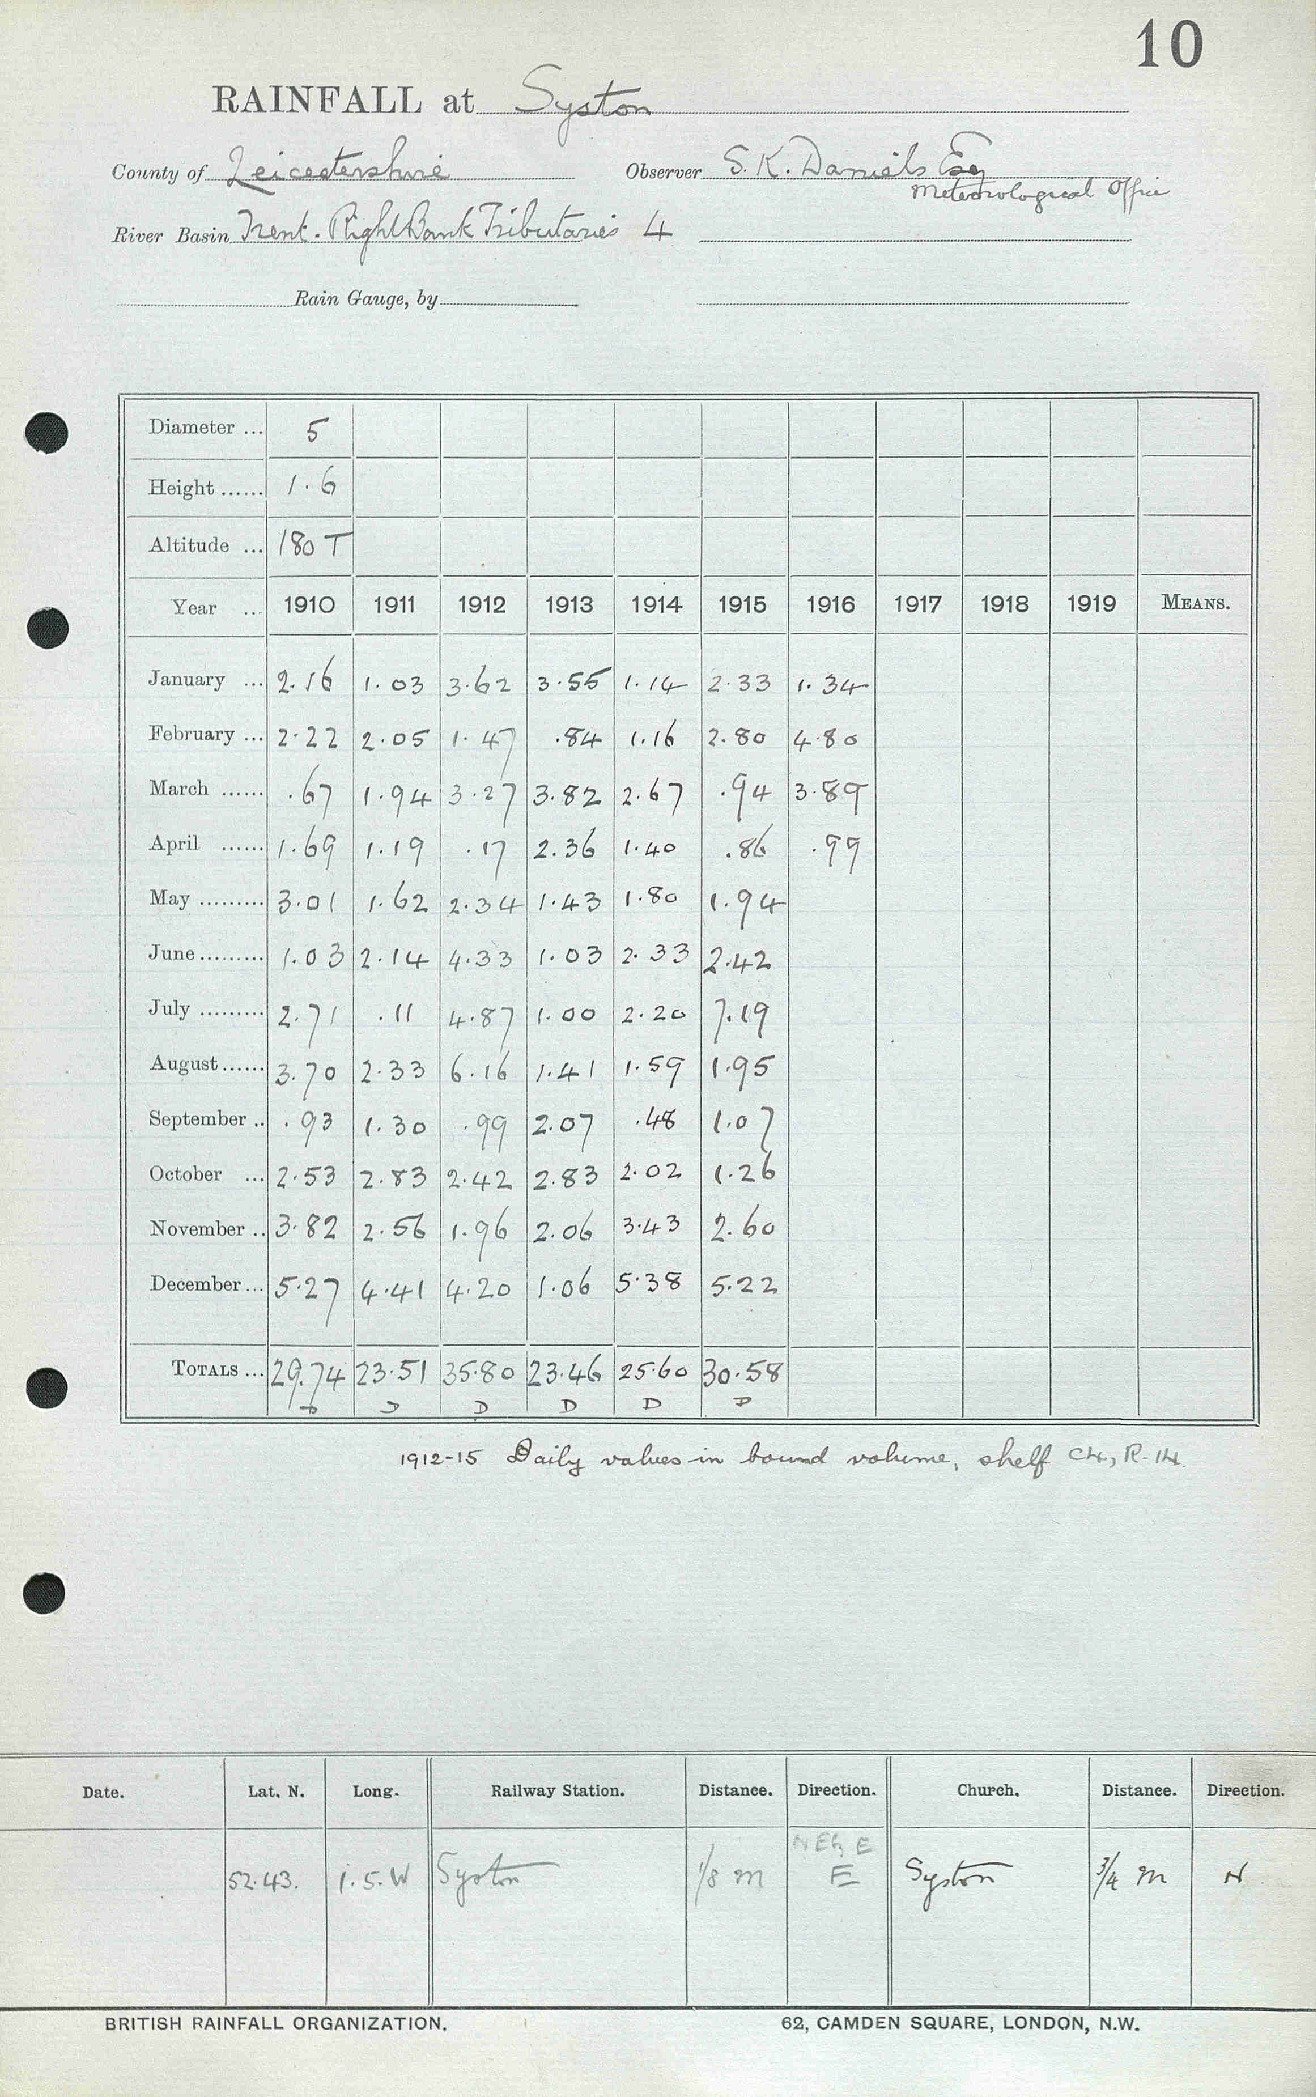 10
RAINFALL at Syston
County of Leicestershire Observer S. K. Daniels Esq
Meteorological Office
River Basin Trent. Right Bank Tributaries 4
Rain Gauge, by
Diameter ... 5
Height ...... 1.6
Altitude ... 180 T
Year ... 1910 1911 1912 1913 1914 1915 1916 1917 1918 1919 MEANS.
January ... 2.16 1.03 3.62 3.55 1.14 2.33 1.34
February ... 2.22 2.05 1.47 .84 1.16 2.80 4.80
March ...... .67 1.94 3.27 3.82 2.67 .94 3.89
April ...... 1.69 1.19 .17 2.36 1.40 .86 .99
May ......... 3.01 1.62 2.34 1.43 1.80 1.94
June ......... 1.03 2.14 4.33 1.03 2.33 2.42
July ......... 2.71 .11 4.87 1.00 2.20 7.19
August ...... 3.70 2.33 6.16 1.41 1.59 1.95
September .. .93 1.30 .99 2.07 .48 1.07
October ... 2.53 2.83 2.42 2.83 2.02 1.26
November .. 3.82 2.56 1.96 2.06 3.43 2.60
December ... 5.27 4.41 4.20 1.06 5.38 5.22
TOTALS ... 29.74 23.51 35.80 23.46 25.60 30.58
D D D D D D
1912-15 Daily values in bound volume, shelf C4, R.14
Date. Lat. N. Long. Railway Station. Distance. Direction. Church. Distance. Direction.
NE by E
52.43. 1.5.W Syston 1/8 m E Syston 3/4 m N
BRITISH RAINFALL ORGANIZATION. 62, CAMDEN SQUARE, LONDON, N.W.